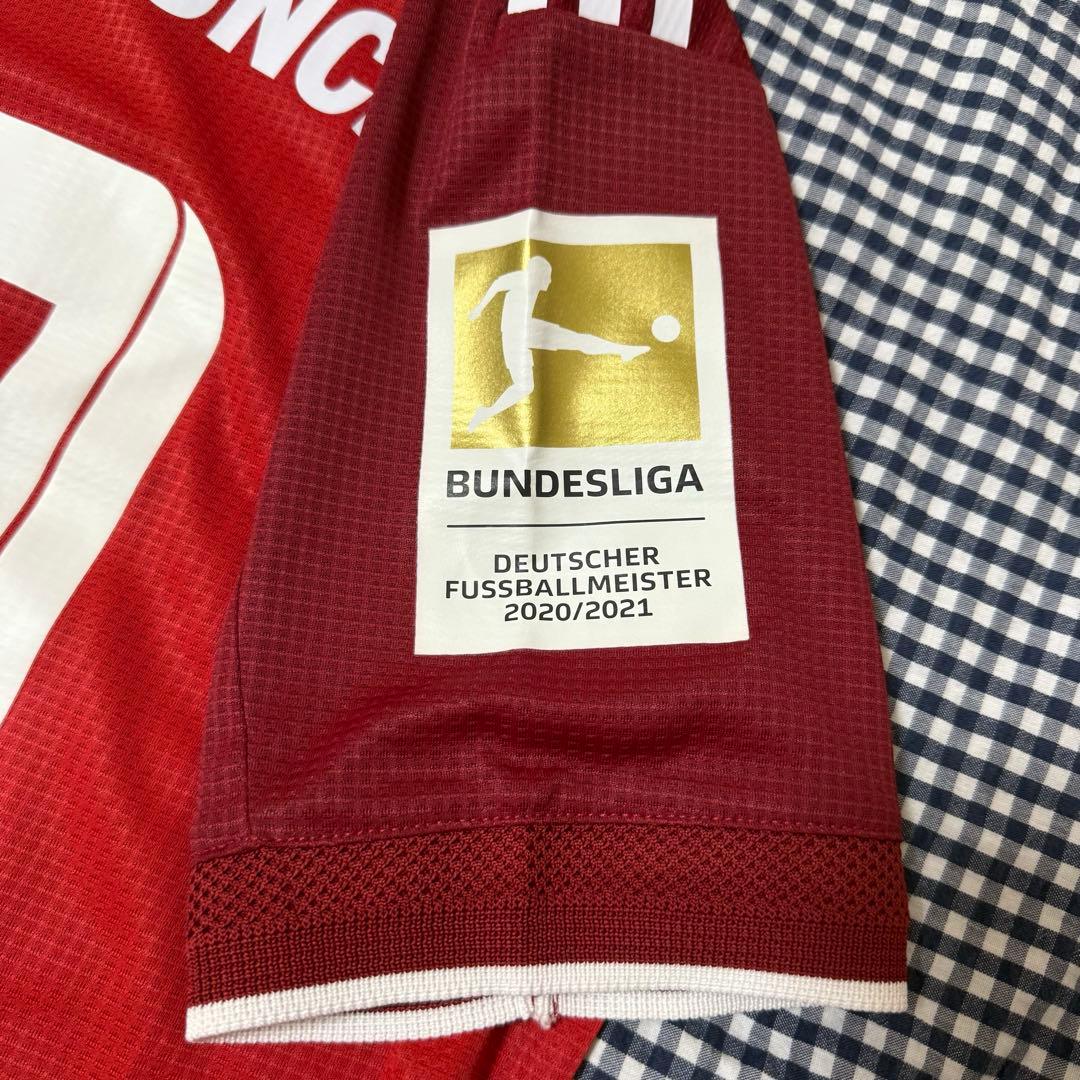 BUNDESLIGA
DEUTSCHER
FUSSBALLMEISTER
2020/2021